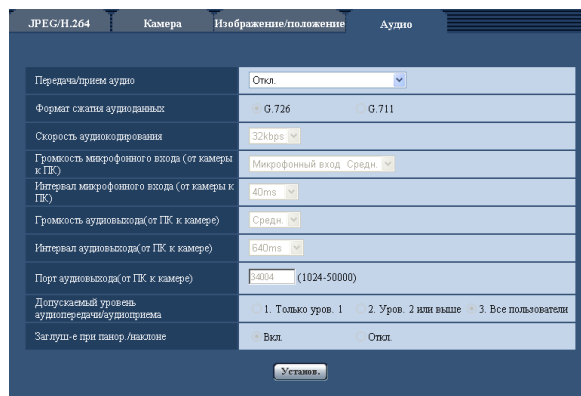 JPEG/H.264 Камера Изображение/положение Аудио
Передача/прием аудио Откл.
Формат сжатия аудиоданных G.726 G.711
Скорость аудиокодирования 32kbps
Громкость микрофонного входа (от камеры к ПК) Микрофонный вход Средн.
Интервал микрофонного входа (от камеры к ПК) 40ms
Громкость аудиовыхода(от ПК к камере) Средн.
Интервал аудиовыхода(от ПК к камере) 640ms
Порт аудиовыхода(от ПК к камере) 34004 (1024-50000)
Допускаемый уровень аудиопередачи/аудиоприема 1. Только уров. 1 2. Уров. 2 или выше 3. Все пользователи
Заглуш-е при панор./наклоне Вкл. Откл.
Установ.